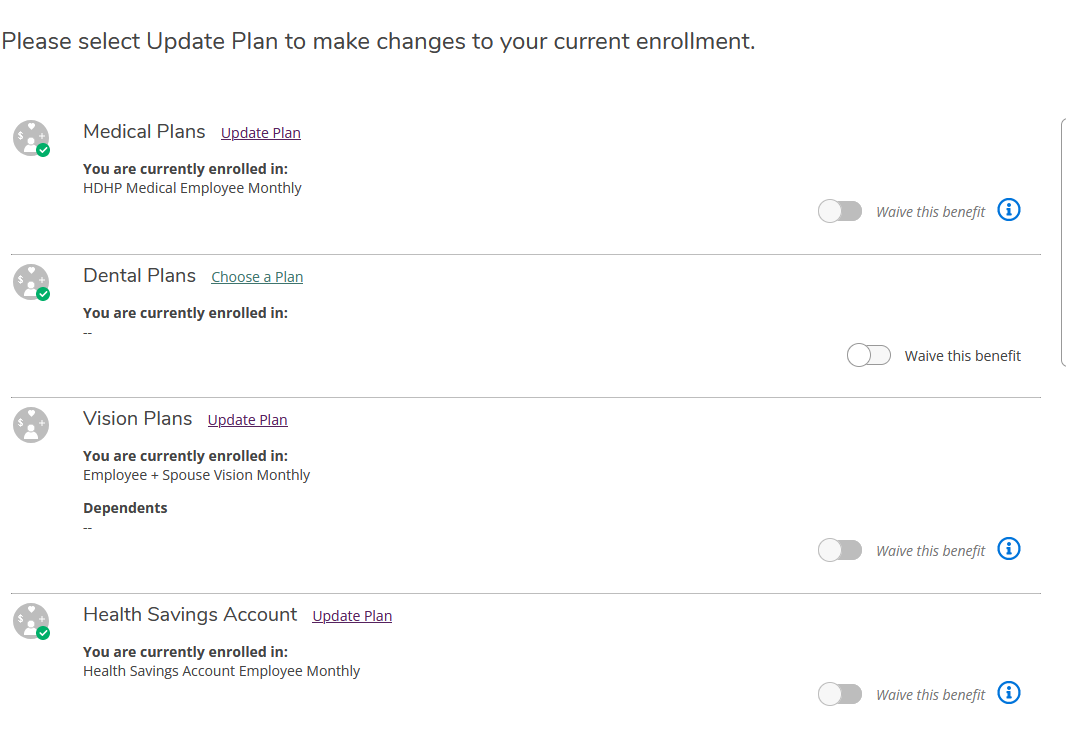 Please select Update Plan to make changes to your current enrollment.
Medical Plans Update Plan
You are currently enrolled in:
HDHP Medical Employee Monthly
Waive this benefit
Dental Plans Choose a Plan
You are currently enrolled in:
--
Waive this benefit
Vision Plans Update Plan
You are currently enrolled in:
Employee + Spouse Vision Monthly
Dependents
--
Waive this benefit
Health Savings Account Update Plan
You are currently enrolled in:
Health Savings Account Employee Monthly
Waive this benefit